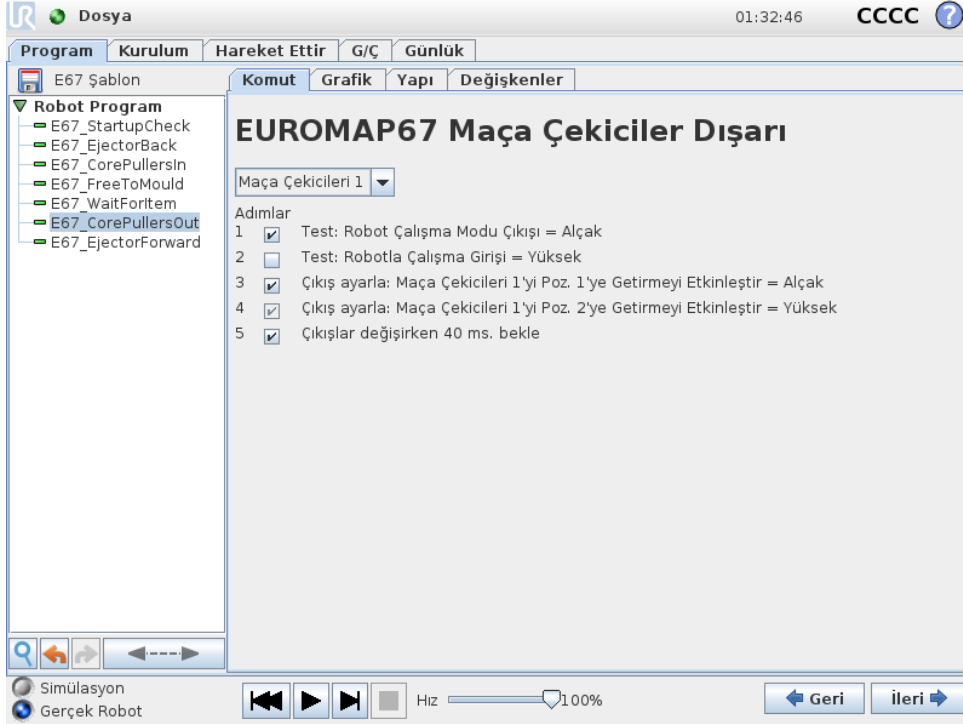 UR Dosya 01:32:46 CCCC ?
Program Kurulum Hareket Ettir G/Ç Günlük
E67 Şablon Komut Grafik Yapı Değişkenler
Robot Program
E67_StartupCheck
E67_EjectorBack
E67_CorePullersIn
E67_FreeToMould
E67_WaitForItem
E67_CorePullersOut
E67_EjectorForward
EUROMAP67 Maça Çekiciler Dışarı
Maça Çekicileri 1
Adımlar
1 Test: Robot Çalışma Modu Çıkışı = Alçak
2 Test: Robotla Çalışma Girişi = Yüksek
3 Çıkış ayarla: Maça Çekicileri 1'yi Poz. 1'ye Getirmeyi Etkinleştir = Alçak
4 Çıkış ayarla: Maça Çekicileri 1'yi Poz. 2'ye Getirmeyi Etkinleştir = Yüksek
5 Çıkışlar değişirken 40 ms. bekle
Simülasyon
Gerçek Robot
Hız 100%
Geri İleri